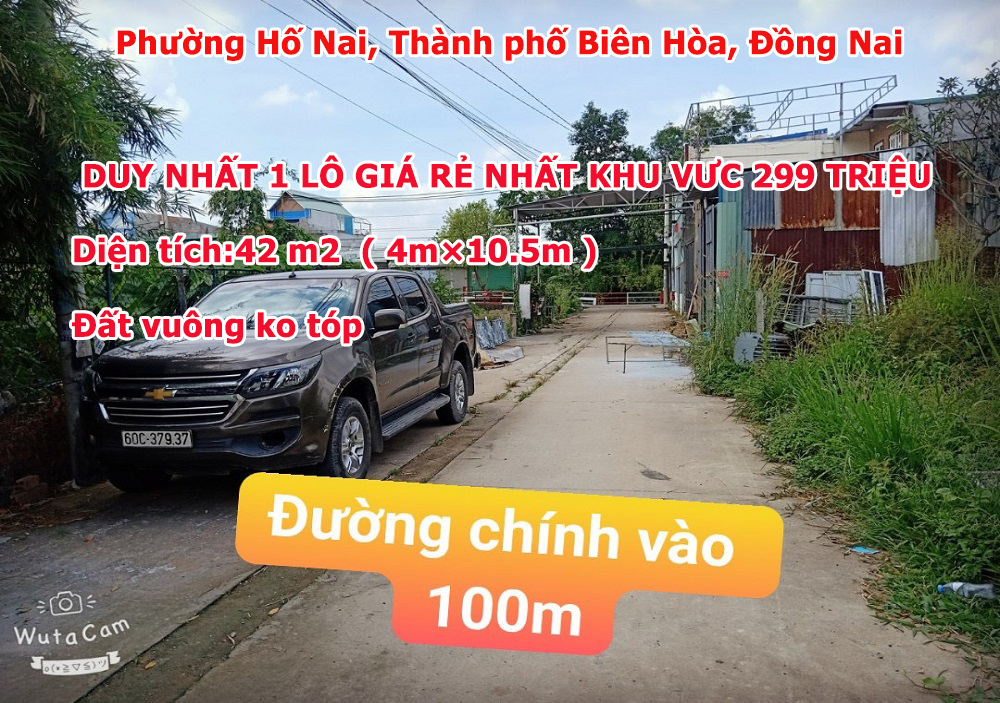 Phường Hố Nai, Thành phố Biên Hòa, Đồng Nai
DUY NHẤT 1 LÔ GIÁ RẺ NHẤT KHU VƯC 299 TRIỆU
Diện tích:42 m2 ( 4m×10.5m )
Đất vuông ko tóp
60C-379.37
Đường chính vào
100m
WutaCam